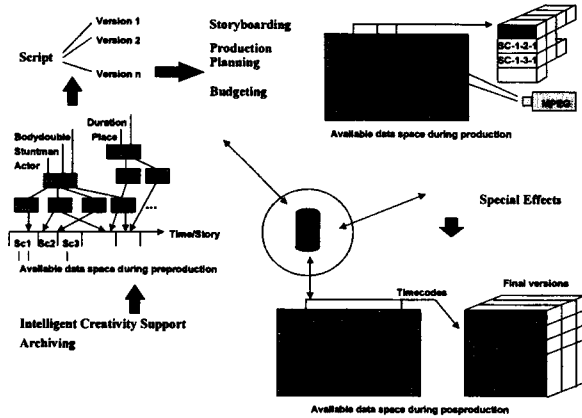 Version 1
Version 2
Script
Version n
Storyboarding
Production
Planning
Budgeting
SC-1-2-1
SC-1-3-1
MPEG
Available data space during production
Duration
Place
Bodydouble
Stuntman
Actor
...
Time/Story
Sc1
Sc2
Sc3
Available data space during preproduction
Intelligent Creativity Support
Archiving
Special Effects
Timecodes
Final versions
Available data space during posproduction